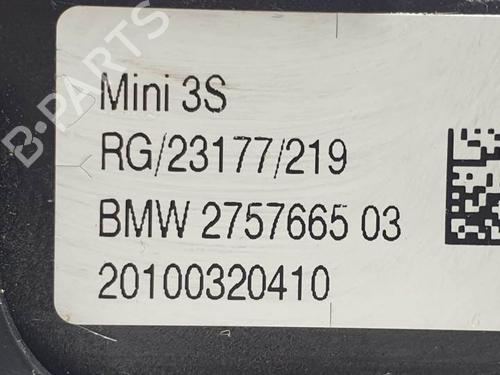 B-PARTS
Mini 3S
RG/23177/219
BMW 2757665 03
20100320410